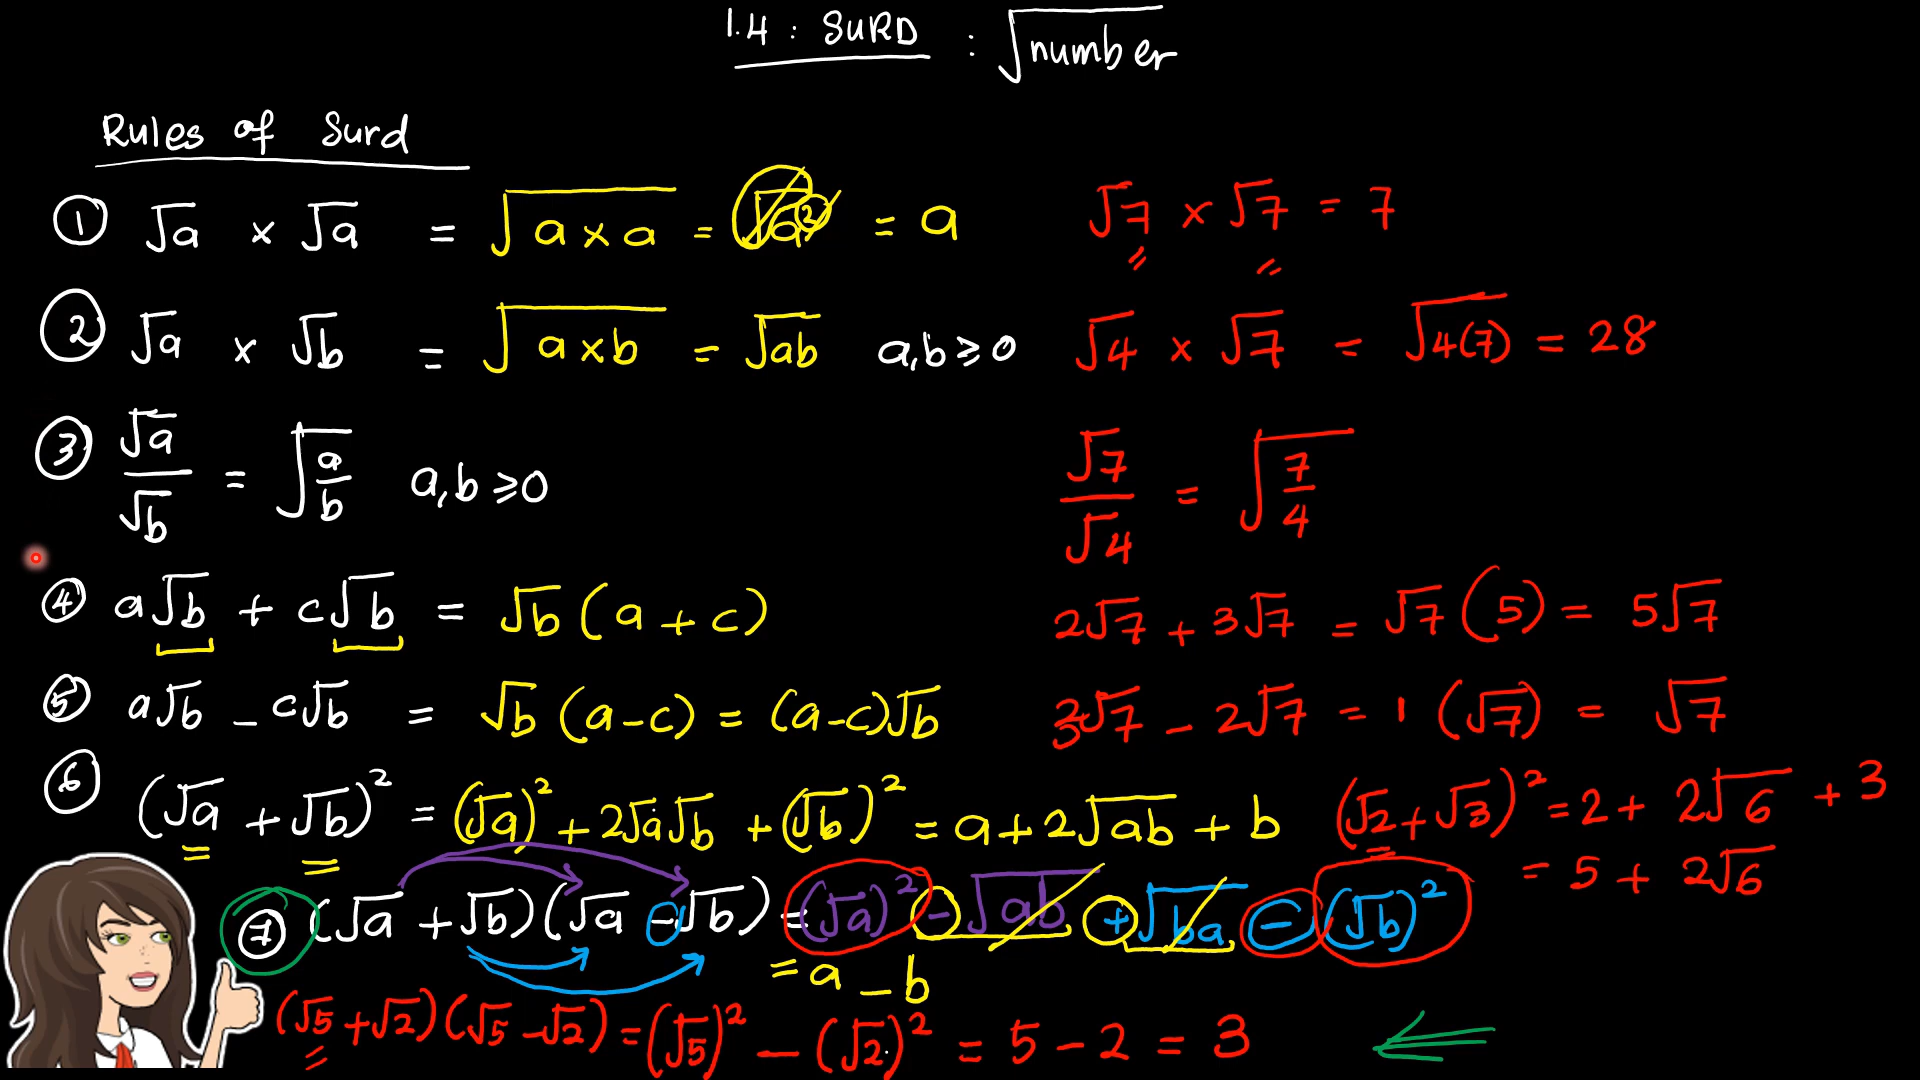 1.4 : SURD : √number
Rules of Surd
① √a × √a = √(a×a) = √a² = a √7 × √7 = 7
② √a × √b = √(a×b) = √ab a,b ≥ 0 √4 × √7 = √4(7) = 28
③ √a/√b = √(a/b) a,b ≥ 0 √7/√4 = √(7/4)
④ a√b + c√b = √b (a + c) 2√7 + 3√7 = √7 (5) = 5√7
⑤ a√b - c√b = √b (a-c) = (a-c)√b 3√7 - 2√7 = 1 (√7) = √7
⑥ (√a + √b)² = (√a)² + 2√a√b + (√b)² = a + 2√ab + b (√2 + √3)² = 2 + 2√6 + 3
= 5 + 2√6
⑦ (√a + √b)(√a - √b) = (√a)² - √ab + √ba - (√b)²
= a - b
(√5 + √2)(√5 - √2) = (√5)² - (√2)² = 5 - 2 = 3